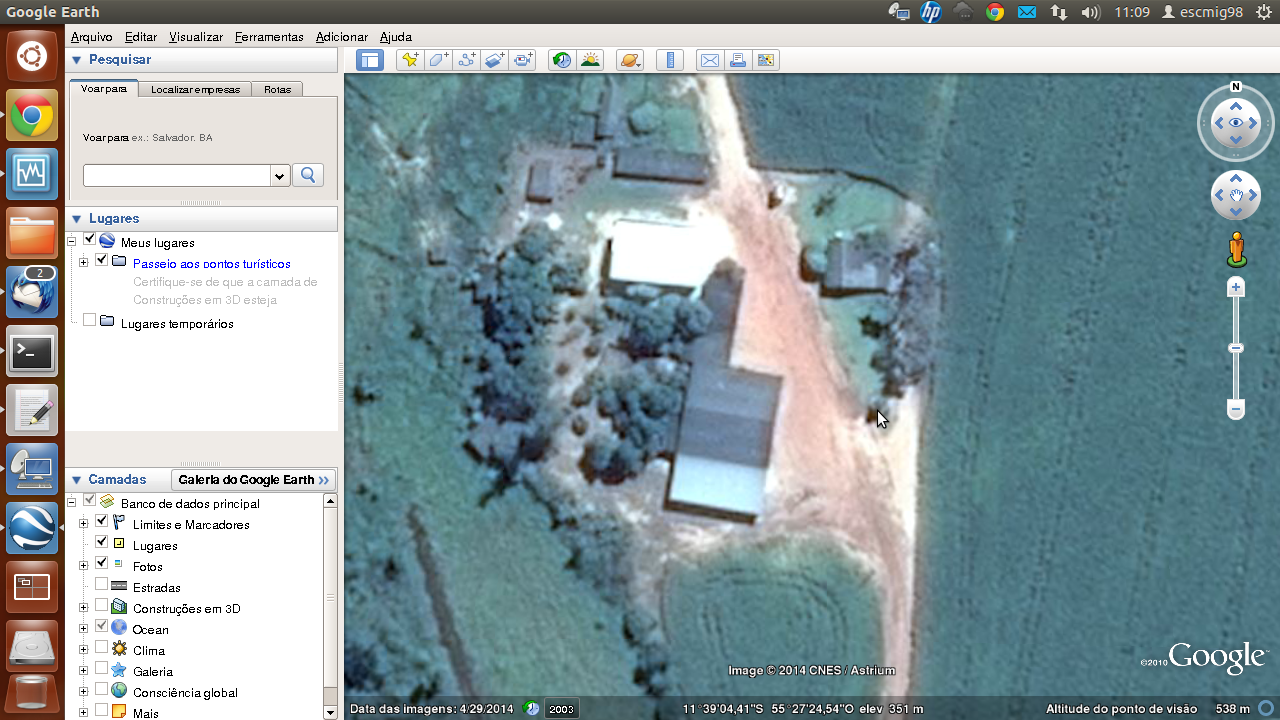 Google Earth
hp
11:09
escmig98
Arquivo Editar Visualizar Ferramentas Adicionar Ajuda
Pesquisar
Voar para
Localizar empresas
Rotas
Voar para ex.: Salvador, BA
Lugares
Meus lugares
Passeio aos pontos turísticos
Certifique-se de que a camada de
Construções em 3D esteja
Lugares temporários
2
Camadas
Galeria do Google Earth
Banco de dados principal
Limites e Marcadores
Lugares
Fotos
Estradas
Construções em 3D
Ocean
Clima
Galeria
Consciência global
Mais
N
Image © 2014 CNES / Astrium
©2010 Google
Data das imagens: 4/29/2014
2003
11°39'04,41"S 55°27'24,54"O elev 351 m
Altitude do ponto de visão 538 m